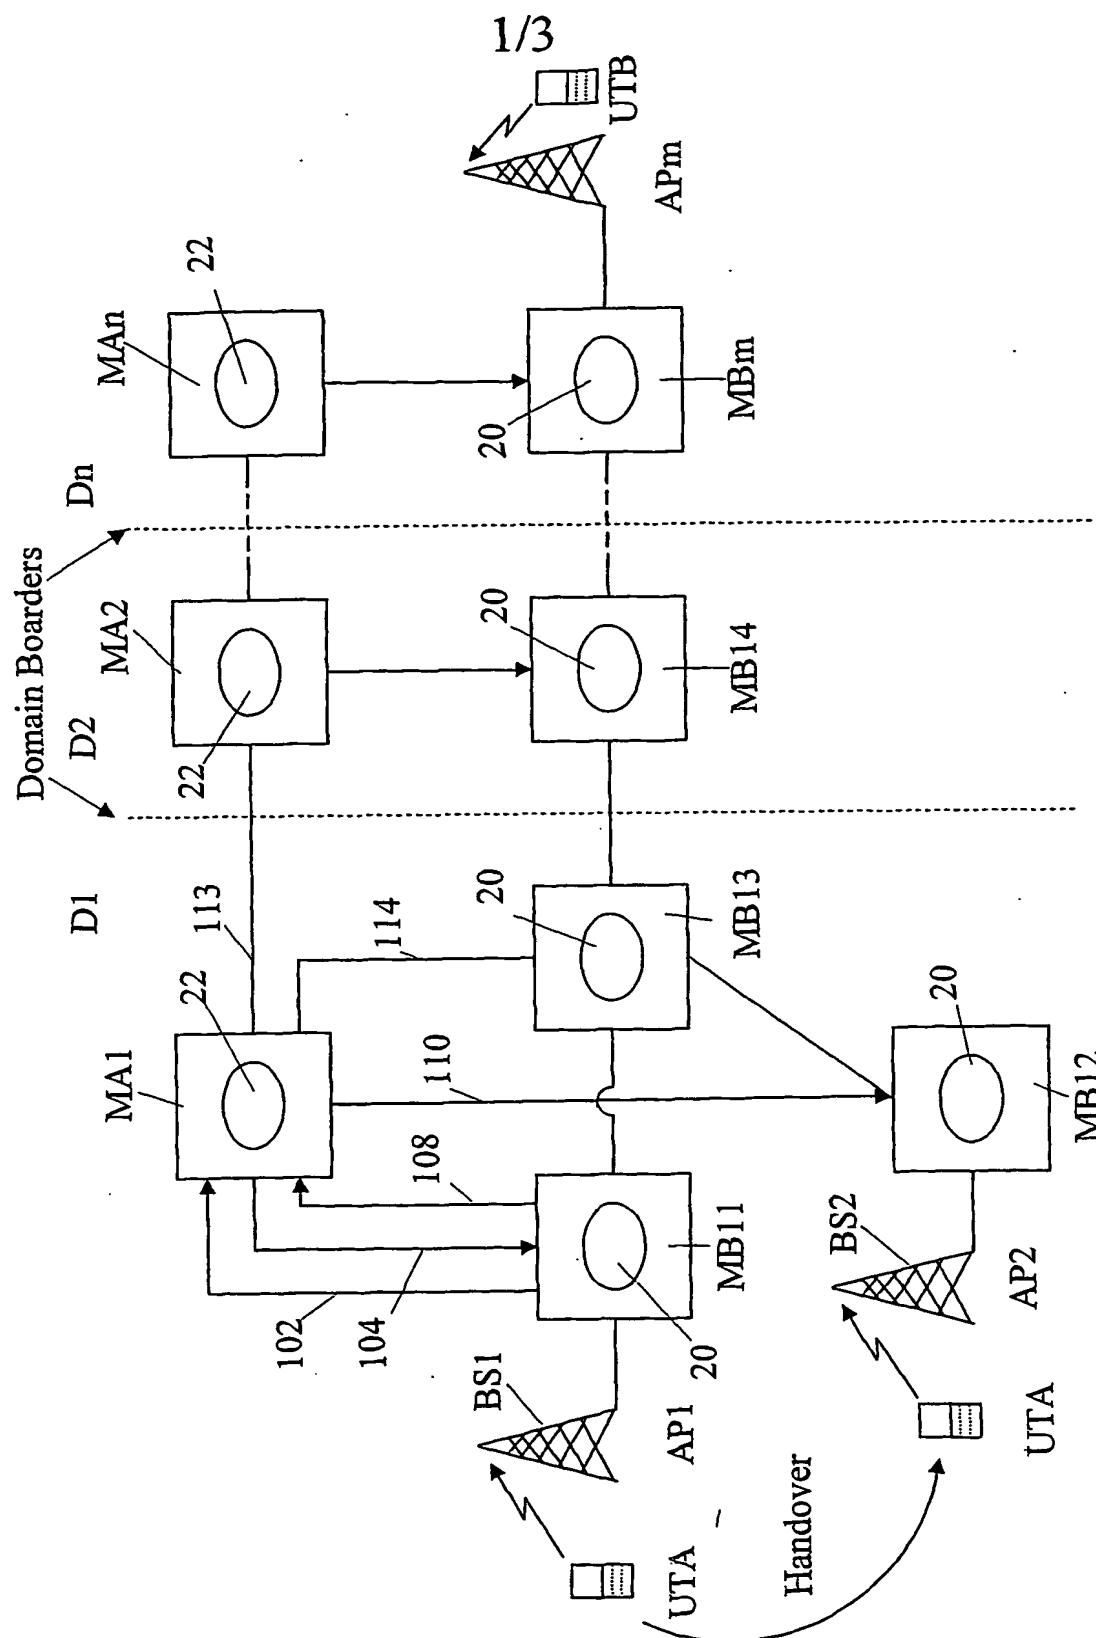 1/3
Domain Boarders
D1
D2
Dn
MA1
22
113
MA2
22
MAn
22
102
104
108
110
114
20
MB11
20
MB13
20
MB14
20
MBm
UTA
BS1
AP1
APm
UTB
Handover
UTA
BS2
AP2
20
MB12